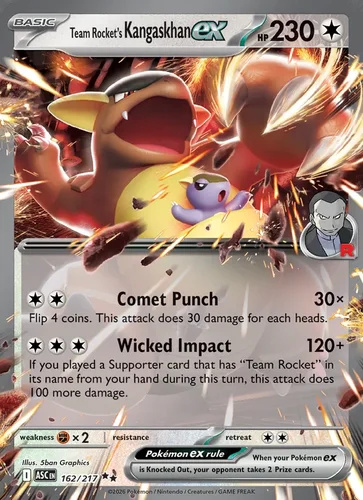 BASIC Team Rocket's Kangaskhan ex HP 230
R
Comet Punch 30×
Flip 4 coins. This attack does 30 damage for each heads.
Wicked Impact 120+
If you played a Supporter card that has "Team Rocket" in
its name from your hand during this turn, this attack does
100 more damage.
weakness ×2 resistance retreat
Illus. 5ban Graphics
Pokémon ex rule When your Pokémon ex
is Knocked Out, your opponent takes 2 Prize cards.
I ASC EN 162/217
©2026 Pokémon / Nintendo / Creatures / GAME FREAK